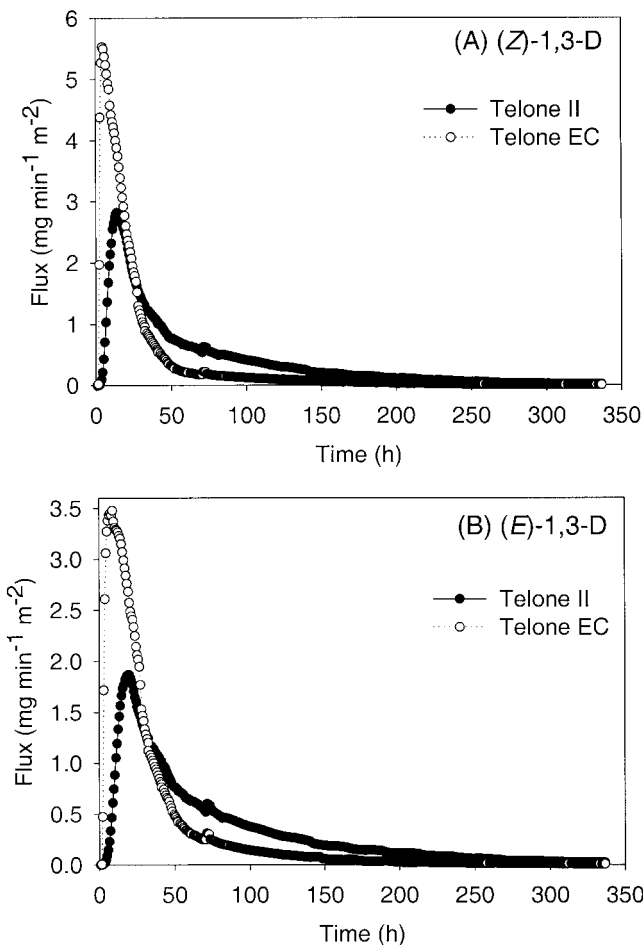 (A) (Z)-1,3-D
Telone II
Telone EC
Flux (mg min-1 m-2)
6
5
4
3
2
1
0
0 50 100 150 200 250 300 350
Time (h)
(B) (E)-1,3-D
Telone II
Telone EC
Flux (mg min-1 m-2)
3.5
3.0
2.5
2.0
1.5
1.0
0.5
0.0
0 50 100 150 200 250 300 350
Time (h)